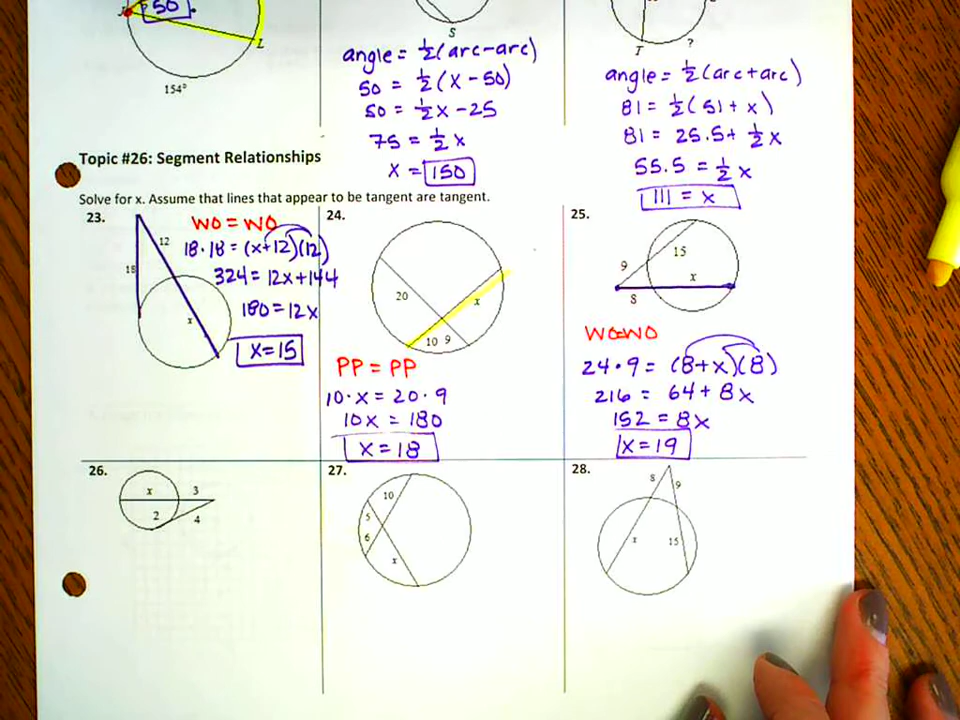 50.
L
154°
S
angle = ½(arc−arc)
50 = ½(x − 50)
50 = ½x − 25
75 = ½x
x = 150
T
?
angle = ½(arc+arc)
81 = ½(51 + x)
81 = 25.5 + ½x
55.5 = ½x
111 = x
Topic #26: Segment Relationships
Solve for x. Assume that lines that appear to be tangent are tangent.
23.
12
18
x
WO = WO
18·18 = (x+12)(12)
324 = 12x+144
180 = 12x
x = 15
24.
20
x
10 9
PP = PP
10·x = 20·9
10x = 180
x = 18
25.
15
9
x
8
WO=WO
24·9 = (8+x)(8)
216 = 64 + 8x
152 = 8x
x = 19
26.
x
3
2
4
27.
10
5
6
x
28.
8
9
x
15